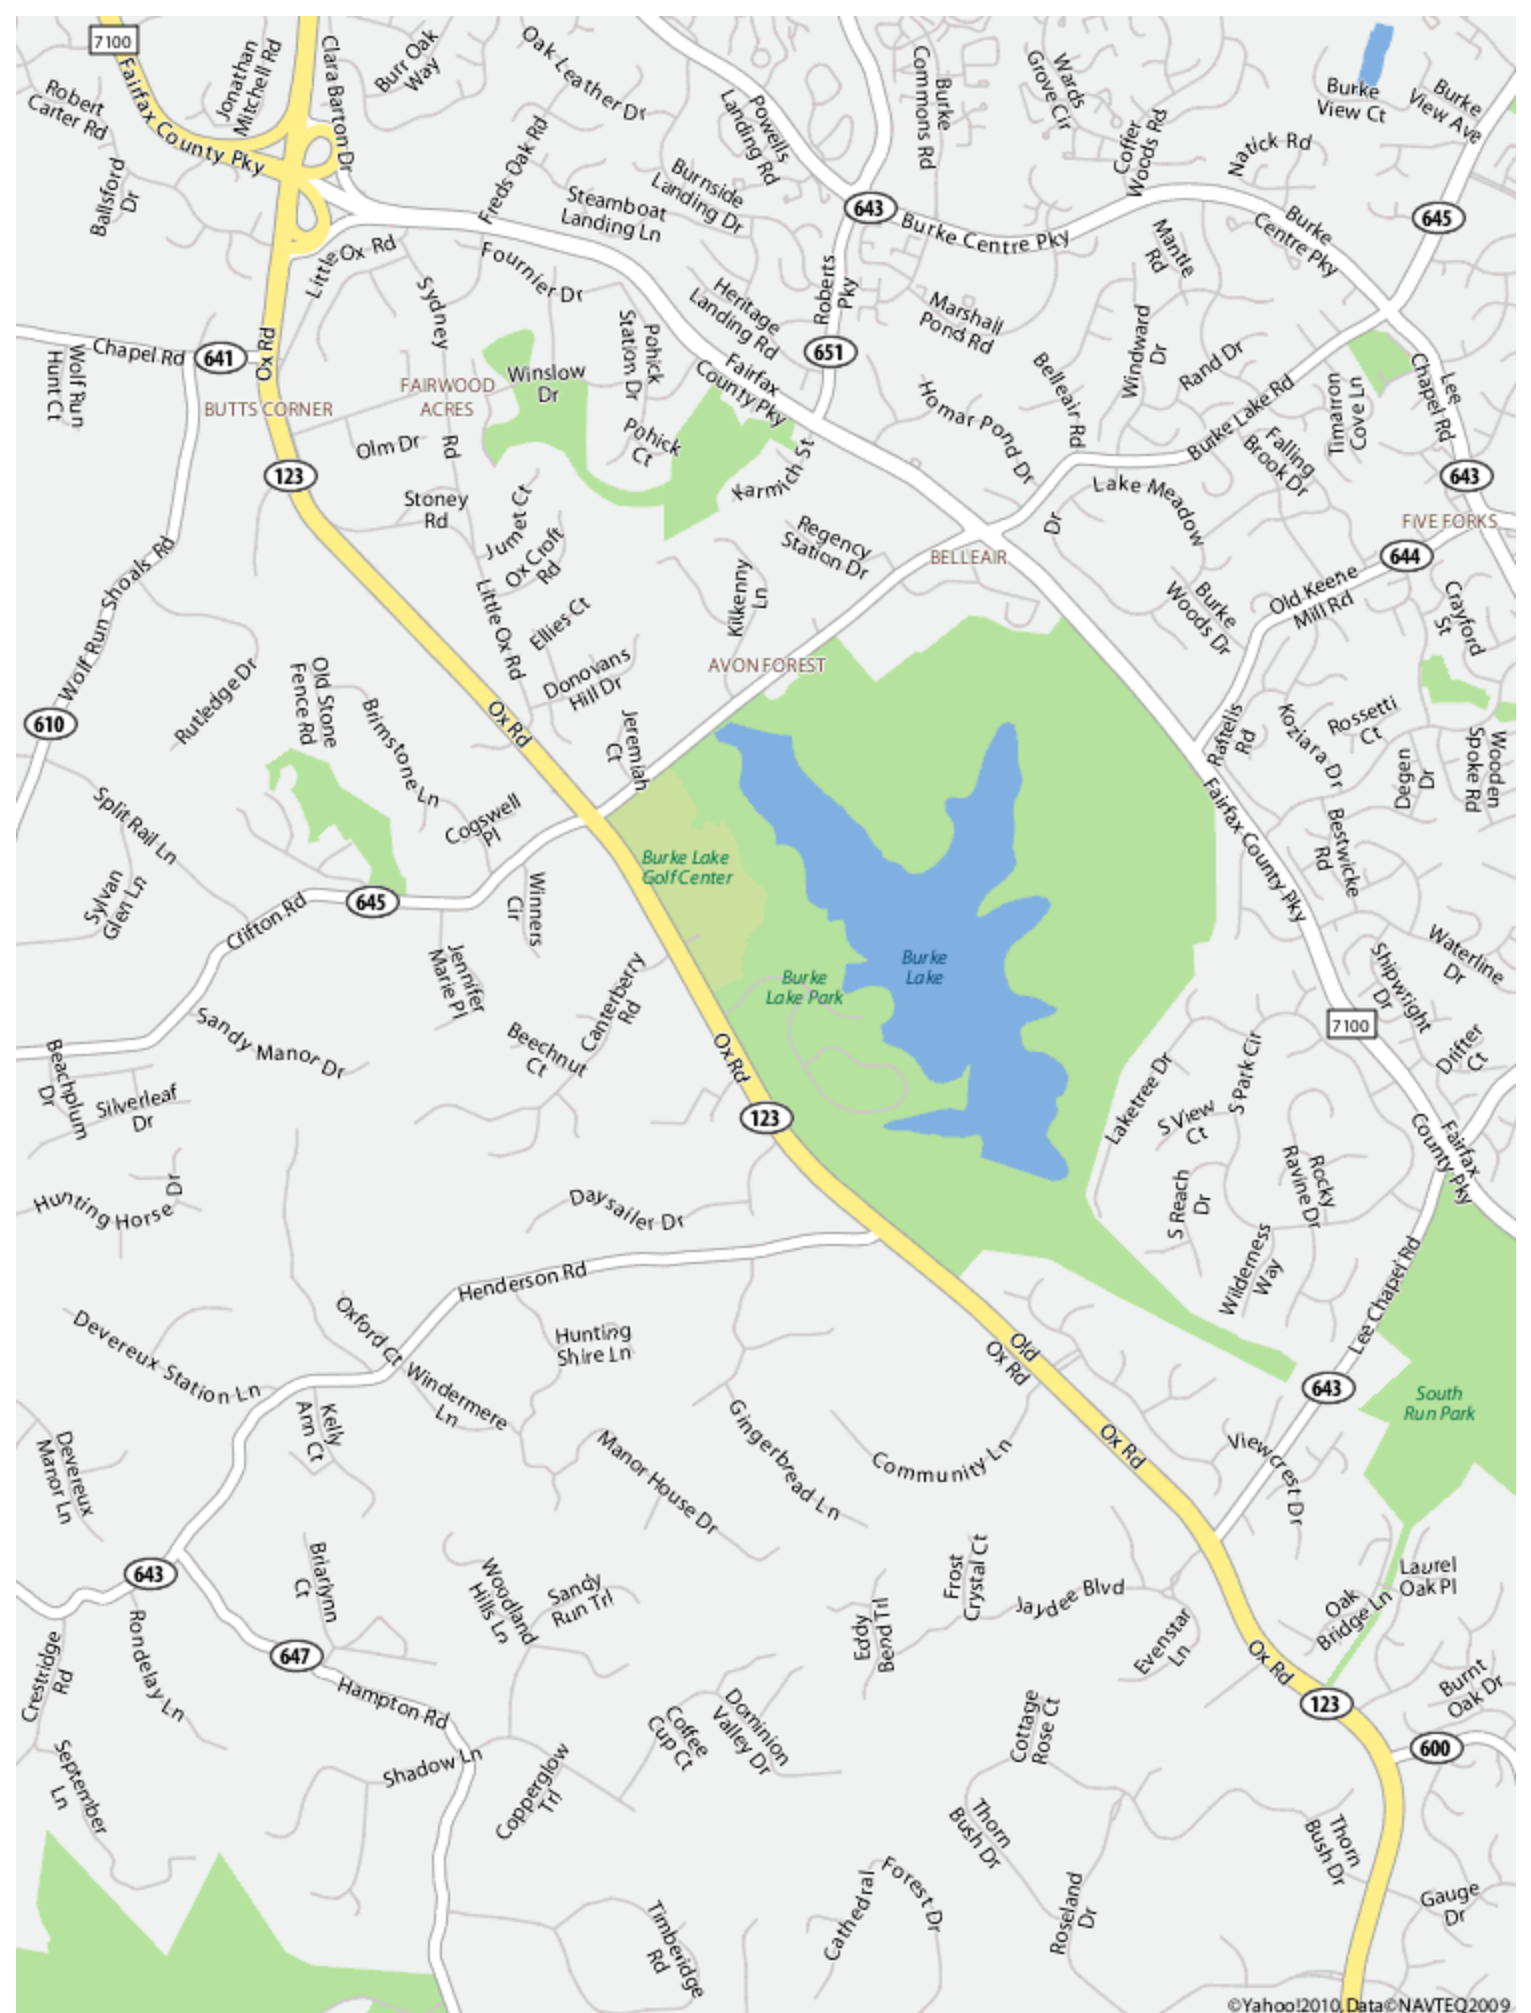 7100
Fairfax County Pky
Jonathan
Mitchell Rd
Clara Barton Dr
Burr Oak
Way
Oak Leather Dr
Powells
Landing Rd
Burke
Commons Rd
Wards
Grove Cir
Coffer
Woods Rd
Natick Rd
Burke
View Ct
Burke
View Ave
Robert
Carter Rd
Ballsford
Dr
Freds Oak Rd
Steamboat
Landing Ln
Burnside
Landing Dr
643
Burke Centre Pky
Burke
Centre Pky
645
Little Ox Rd
Fournier Dr
Sydney
Rd
Mantle
Rd
Roberts
Pky
Heritage
Landing Rd
Marshall
Pond Rd
Windward
Dr
Rand Dr
Belleair Rd
Chapel Rd
641
Ox Rd
Wolf Run
Hunt Ct
BUTTS CORNER
FAIRWOOD
ACRES
Winslow
Dr
Pohick
Station Dr
651
Fairfax
County Pky
Homar Pond Dr
Burke Lake Rd
Timarron
Cove Ln
Lee
Chapel Rd
Olm Dr
Pohick
Ct
Karmich St
Falling
Brook Dr
643
123
Stoney
Rd
Jumet Ct
Ox Croft
Rd
Regency
Station Dr
BELLEAIR
Lake Meadow
Dr
FIVE FORKS
644
Old Keene
Mill Rd
Burke
Woods Dr
Crayford
St
Wolf Run Shoals Rd
Little Ox Rd
Ellies Ct
Kilkenny
Ln
Donovans
Hill Dr
AVON FOREST
610
Rutledge Dr
Old Stone
Fence Rd
Brimstone Ln
Ox Rd
Jeremiah
Ct
Raftelis
Rd
Koziara Dr
Rossetti
Ct
Degen
Dr
Wooden
Spoke Rd
Split Rail Ln
Cogswell
Pl
Fairfax County Pky
Bestwicke
Rd
Sylvan
Glen Ln
Clifton Rd
645
Winners
Cir
Burke Lake
Golf Center
Burke
Lake
Burke
Lake Park
Jennifer
Marie Pl
Canterberry
Rd
Waterline
Dr
Shipwright
Dr
7100
Drifter
Ct
Sandy Manor Dr
Beechnut
Ct
Ox Rd
Beachplum
Dr
Silverleaf
Dr
123
Laketree Dr
S Park Cir
S View
Ct
Fairfax
County Pky
Hunting Horse
Dr
Daysailer Dr
S Reach
Dr
Rocky
Ravine Dr
Wilderness
Way
Lee Chapel Rd
Henderson Rd
Oxford Ct
Hunting
Shire Ln
Old
Ox Rd
Devereux Station Ln
Windermere
Ln
643
South
Run Park
Kelly
Ann Ct
Gingerbread Ln
Community Ln
Ox Rd
Viewcrest Dr
Devereux
Manor Ln
Manor House Dr
643
Briarlynn
Ct
Woodland
Hills Ln
Sandy
Run Trl
Frost
Crystal Ct
Jaydee Blvd
Eddy
Bend Trl
Evenstar
Ln
Oak
Bridge Ln
Laurel
Oak Pl
Rondelay Ln
Crestridge
Rd
647
Hampton Rd
Ox Rd
123
Burnt
Oak Dr
600
September
Ln
Shadow Ln
Copperglow
Trl
Coffee
Cup Ct
Dominion
Valley Dr
Cottage
Rose Ct
Thorn
Bush Dr
Thorn
Bush Dr
Roseland
Dr
Gauge
Dr
Timberidge
Rd
Cathedral
Forest Dr
©Yahoo!2010, Data©NAVTEQ2009